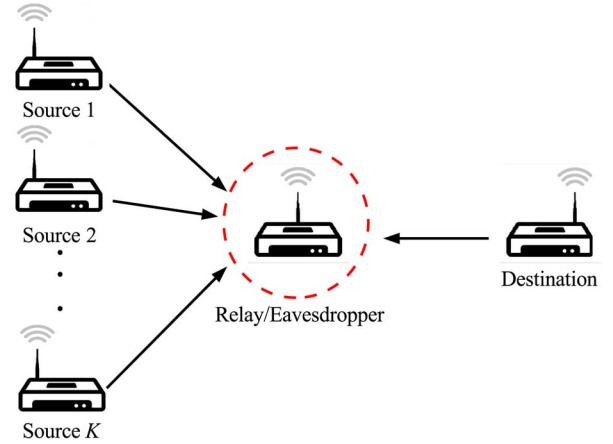 Source 1
Source 2
Source K
Relay/Eavesdropper
Destination